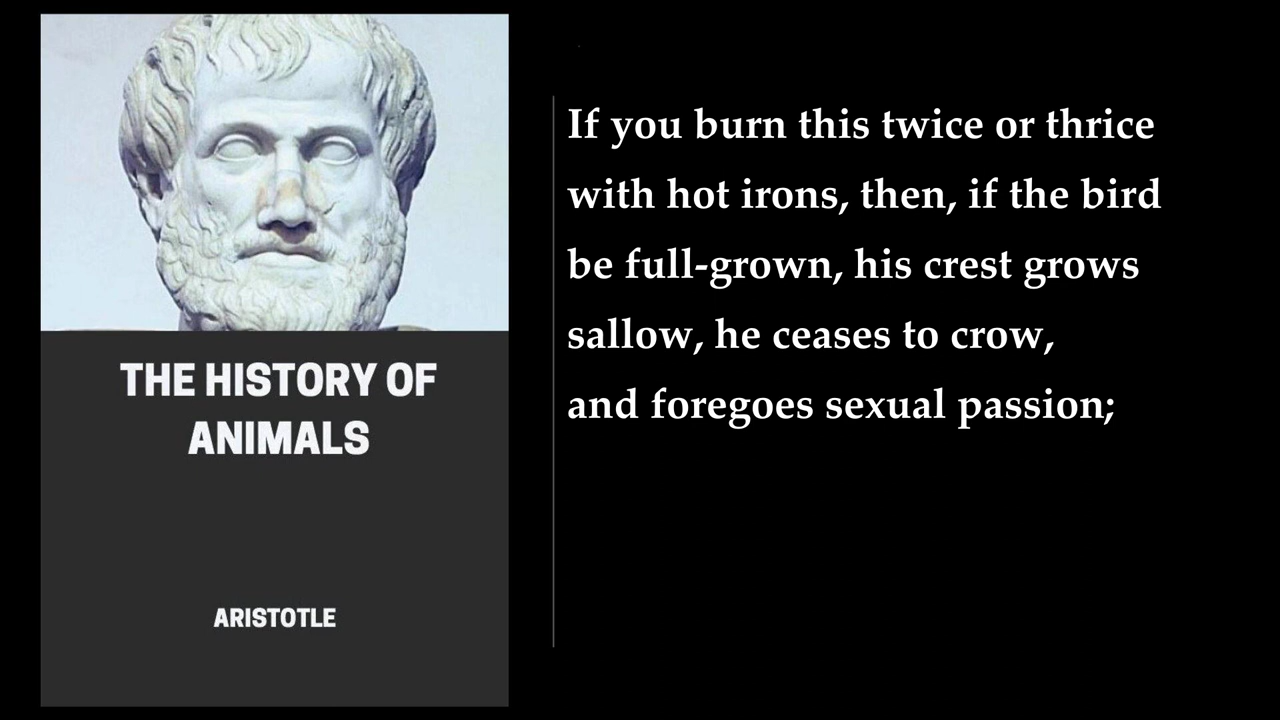 THE HISTORY OF
ANIMALS
ARISTOTLE
If you burn this twice or thrice
with hot irons, then, if the bird
be full-grown, his crest grows
sallow, he ceases to crow,
and foregoes sexual passion;